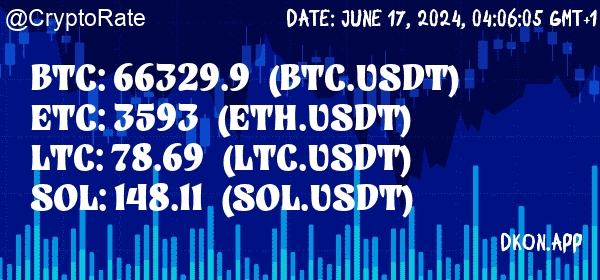 @CryptoRate
DATE: JUNE 17, 2024, 04:06:05 GMT+1
BTC: 66329.9 (BTC.USDT)
ETC: 3593 (ETH.USDT)
LTC: 78.69 (LTC.USDT)
SOL: 148.11 (SOL.USDT)
DKON.APP